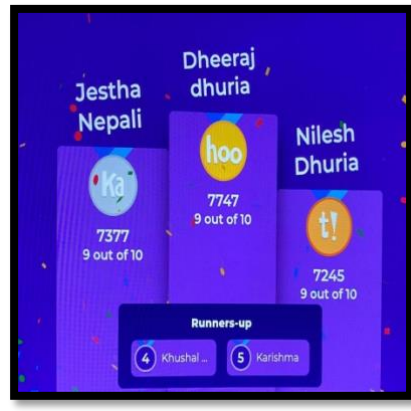 Dheeraj
dhuria
hoo
7747
9 out of 10
Jestha
Nepali
Ka
7377
9 out of 10
Nilesh
Dhuria
t!
7245
9 out of 10
Runners-up
4 Khushal ...
5 Karishma